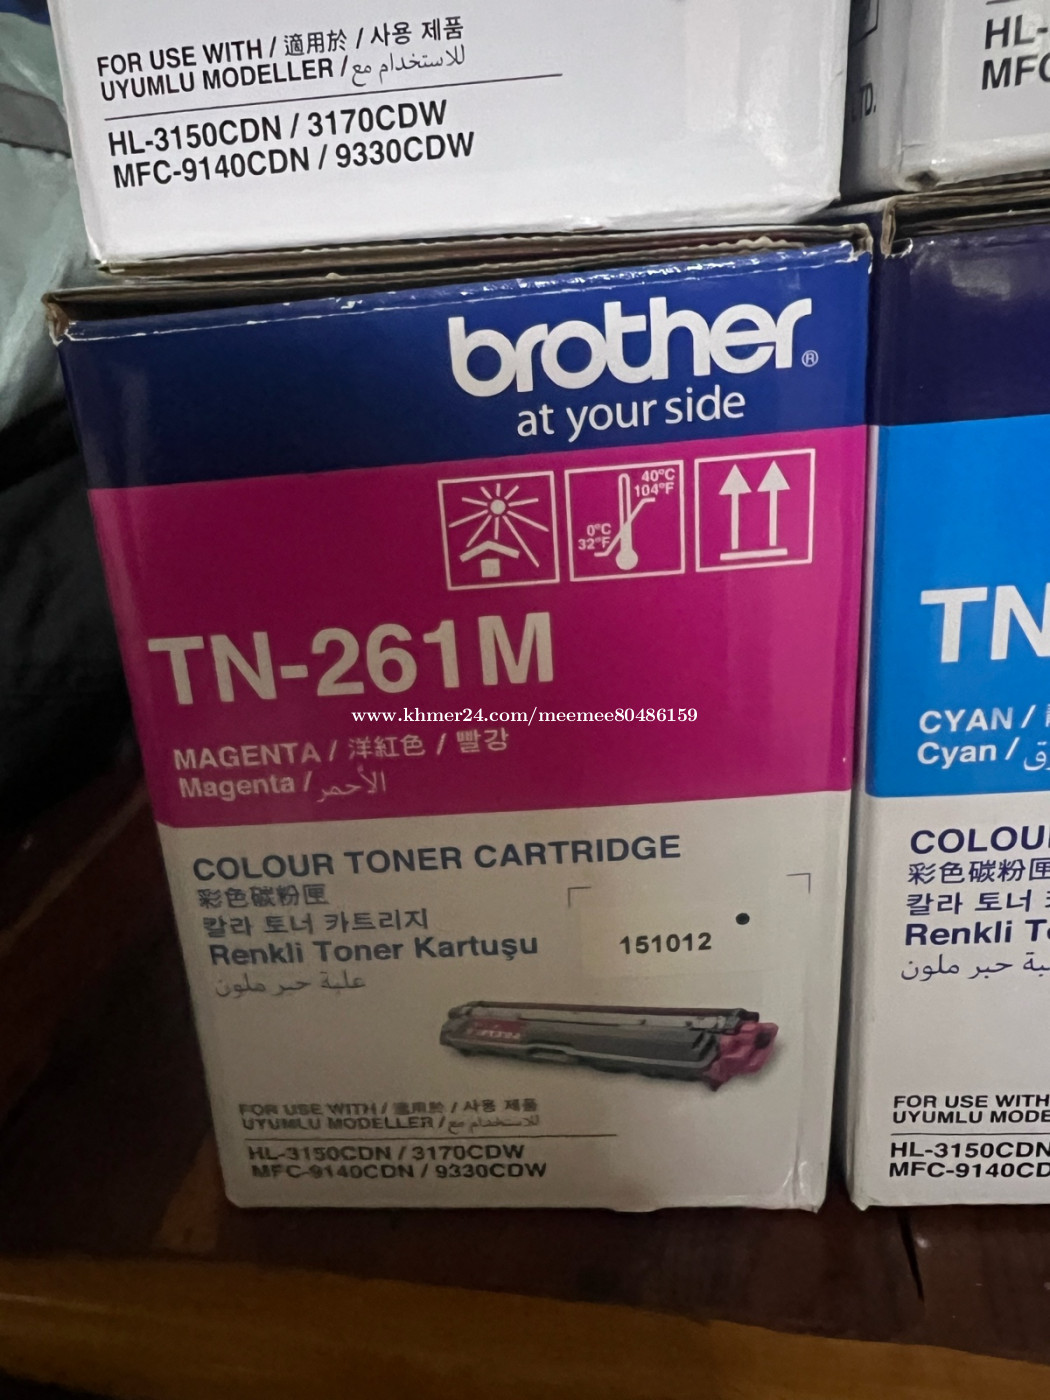 FOR USE WITH / 適用於 / 사용 제품
UYUMLU MODELLER / للاستخدام مع
HL-3150CDN / 3170CDW
MFC-9140CDN / 9330CDW
LTD.
HL-
MFC
brother®
at your side
40°C
104°F
0°C
32°F
TN-261M
www.khmer24.com/meemee80486159
MAGENTA / 洋紅色 / 빨강
Magenta / الأحمر
COLOUR TONER CARTRIDGE
彩色碳粉匣
칼라 토너 카트리지
Renkli Toner Kartuşu
علبة حبر ملون
151012
FOR USE WITH / 適用於 / 사용 제품
UYUMLU MODELLER / للاستخدام مع
HL-3150CDN / 3170CDW
MFC-9140CDN / 9330CDW
TN
CYAN /
Cyan /
COLOU
彩色碳粉匣
칼라 토너
Renkli T
حبر ملون
FOR USE WITH
UYUMLU MODE
HL-3150CDN
MFC-9140CD